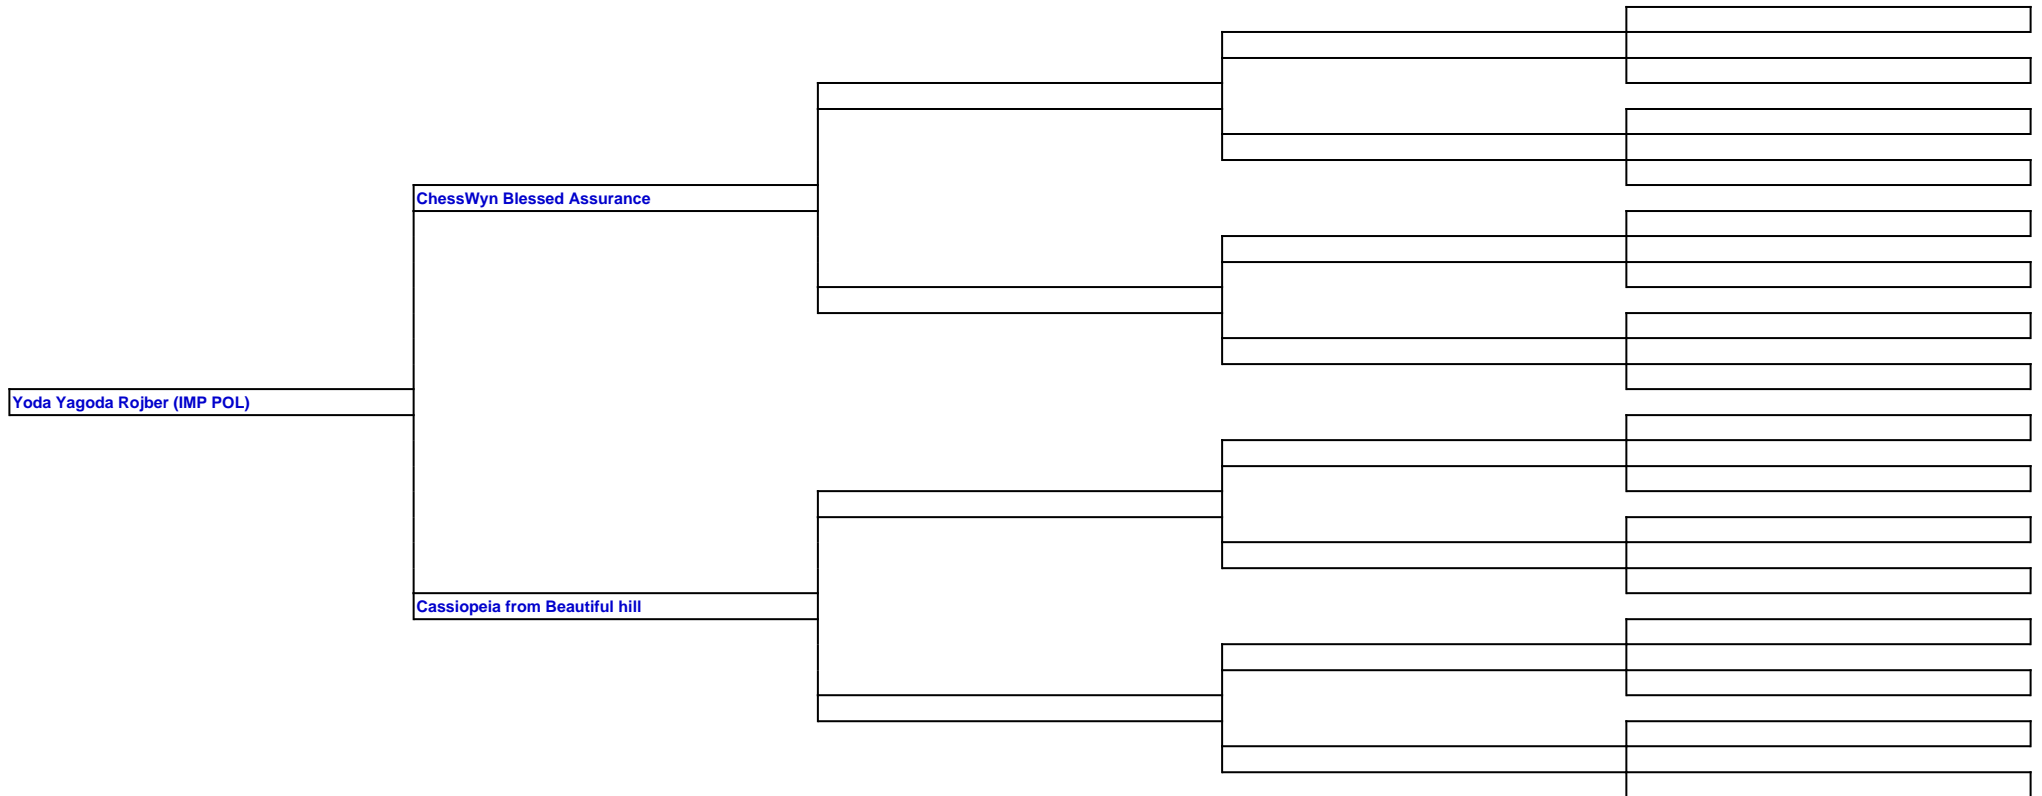 ChessWyn Blessed Assurance
Yoda Yagoda Rojber (IMP POL)
Cassiopeia from Beautiful hill